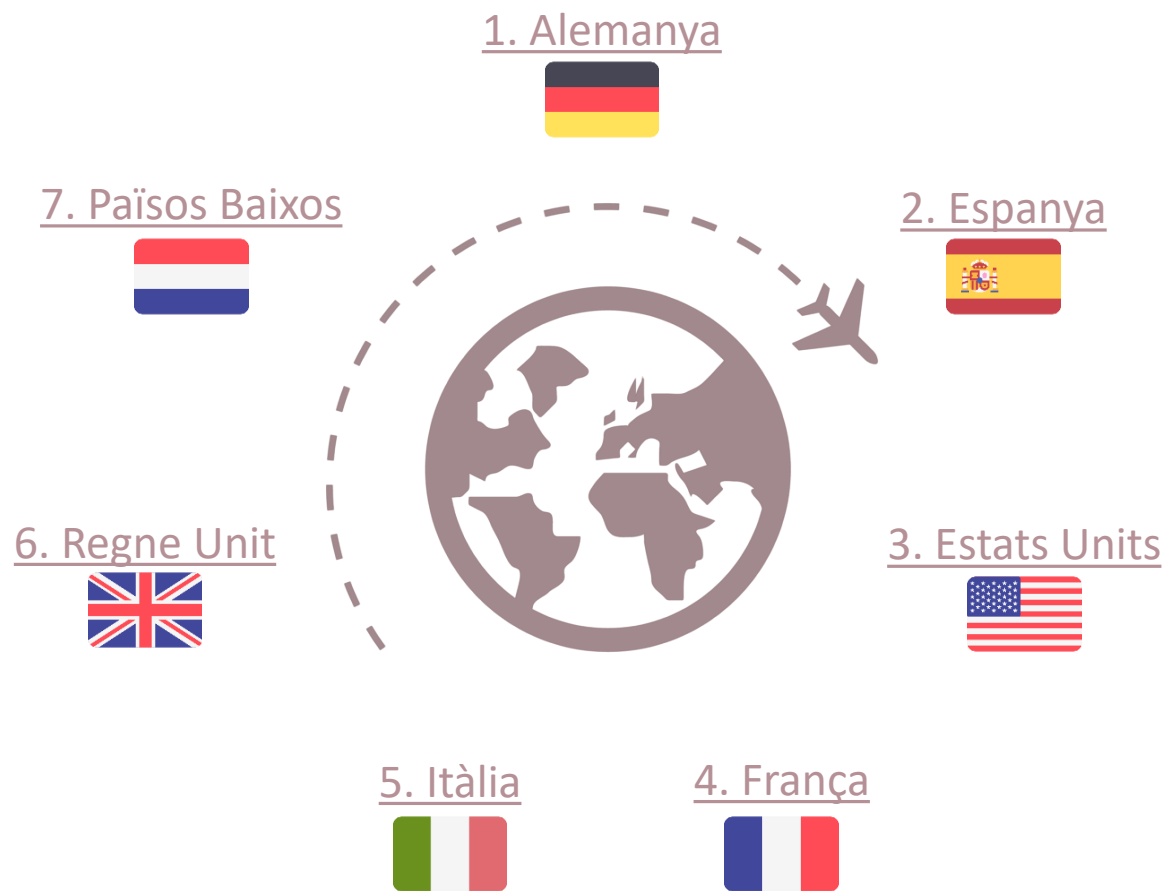 1. Alemanya
2. Espanya
3. Estats Units
4. França
5. Itàlia
6. Regne Unit
7. Països Baixos